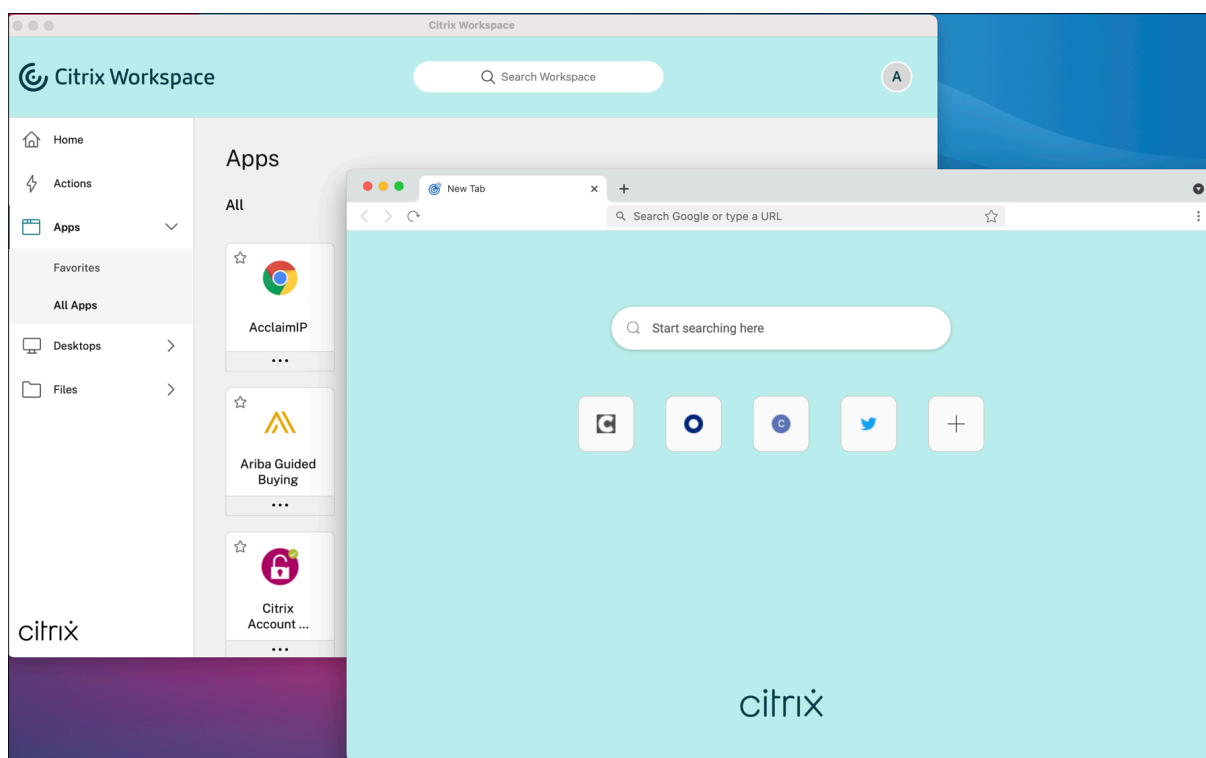 Citrix Workspace
Citrix Workspace
Search Workspace
A
Home
Actions
Apps
Favorites
All Apps
Desktops
Files
citrix
Apps
All
AcclaimIP
Ariba Guided
Buying
Citrix
Account ...
New Tab
Search Google or type a URL
Start searching here
C
C
citrix